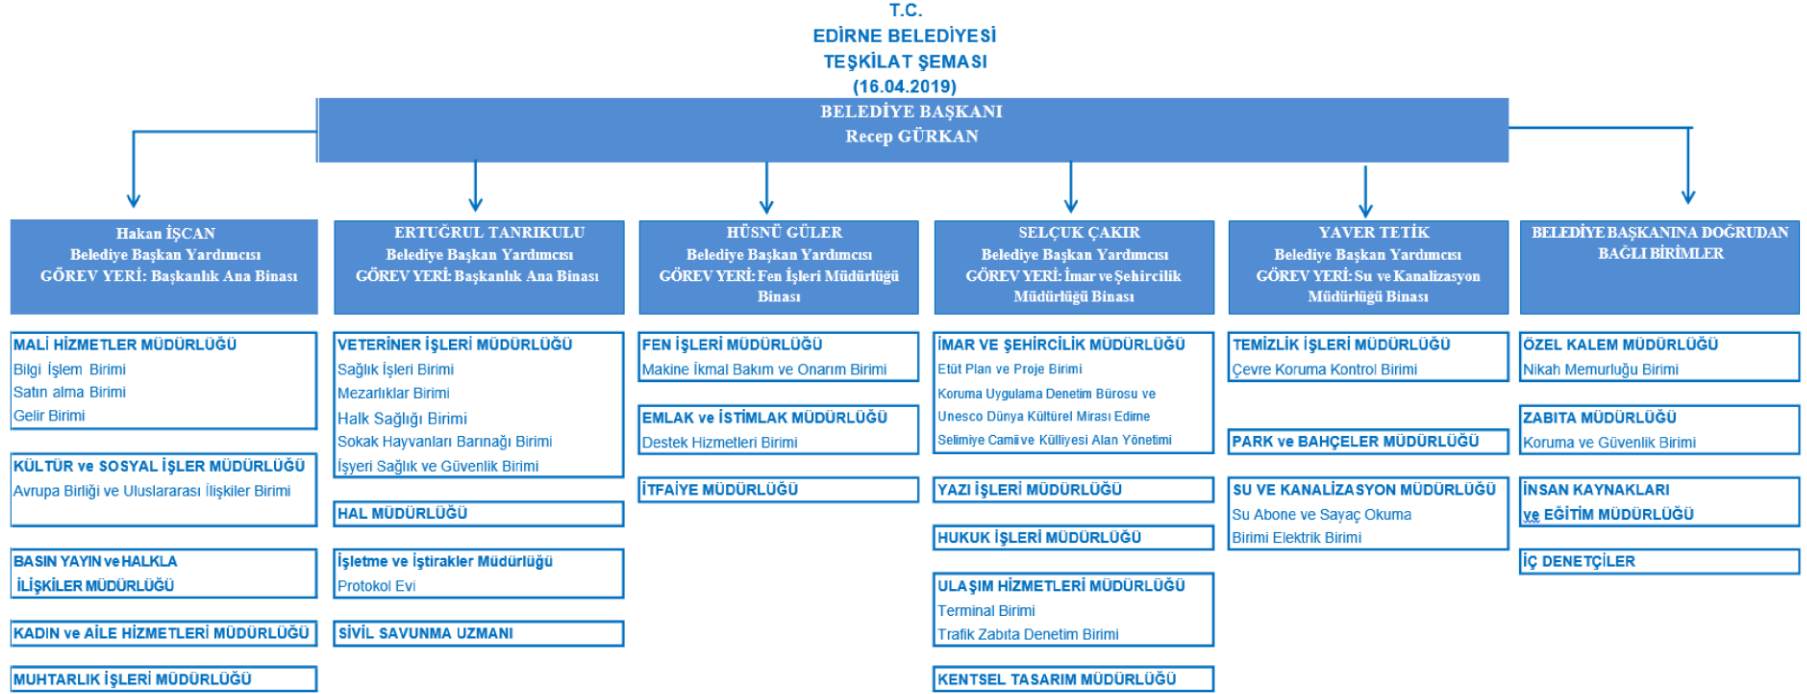 T.C.
EDİRNE BELEDİYESİ
TEŞKİLAT ŞEMASI
(16.04.2019)
BELEDİYE BAŞKANI
Recep GÜRKAN
Hakan İŞCAN
Belediye Başkan Yardımcısı
GÖREV YERİ: Başkanlık Ana Binası
MALİ HİZMETLER MÜDÜRLÜĞÜ
Bilgi İşlem Birimi
Satın alma Birimi
Gelir Birimi
KÜLTÜR ve SOSYAL İŞLER MÜDÜRLÜĞÜ
Avrupa Birliği ve Uluslararası İlişkiler Birimi
BASIN YAYIN ve HALKLA
İLİŞKİLER MÜDÜRLÜĞÜ
KADIN ve AİLE HİZMETLERİ MÜDÜRLÜĞÜ
MUHTARLIK İŞLERİ MÜDÜRLÜĞÜ
ERTUĞRUL TANRIKULU
Belediye Başkan Yardımcısı
GÖREV YERİ: Başkanlık Ana Binası
VETERİNER İŞLERİ MÜDÜRLÜĞÜ
Sağlık İşleri Birimi
Mezarlıklar Birimi
Halk Sağlığı Birimi
Sokak Hayvanları Barınağı Birimi
İşyeri Sağlık ve Güvenlik Birimi
HAL MÜDÜRLÜĞÜ
İşletme ve İştirakler Müdürlüğü
Protokol Evi
SİVİL SAVUNMA UZMANI
HÜSNÜ GÜLER
Belediye Başkan Yardımcısı
GÖREV YERİ: Fen İşleri Müdürlüğü
Binası
FEN İŞLERİ MÜDÜRLÜĞÜ
Makine İkmal Bakım ve Onarım Birimi
EMLAK ve İSTİMLAK MÜDÜRLÜĞÜ
Destek Hizmetleri Birimi
İTFAİYE MÜDÜRLÜĞÜ
SELÇUK ÇAKIR
Belediye Başkan Yardımcısı
GÖREV YERİ: İmar ve Şehircilik
Müdürlüğü Binası
İMAR VE ŞEHİRCİLİK MÜDÜRLÜĞÜ
Etüt Plan ve Proje Birimi
Koruma Uygulama Denetim Bürosu ve
Unesco Dünya Kültürel Mirası Edirne
Selimiye Camii ve Külliyesi Alan Yönetimi
YAZI İŞLERİ MÜDÜRLÜĞÜ
HUKUK İŞLERİ MÜDÜRLÜĞÜ
ULAŞIM HİZMETLERİ MÜDÜRLÜĞÜ
Terminal Birimi
Trafik Zabıta Denetim Birimi
KENTSEL TASARIM MÜDÜRLÜĞÜ
YAVER TETİK
Belediye Başkan Yardımcısı
GÖREV YERİ: Su ve Kanalizasyon
Müdürlüğü Binası
TEMİZLİK İŞLERİ MÜDÜRLÜĞÜ
Çevre Koruma Kontrol Birimi
PARK ve BAHÇELER MÜDÜRLÜĞÜ
SU VE KANALİZASYON MÜDÜRLÜĞÜ
Su Abone ve Sayaç Okuma
Birimi Elektrik Birimi
BELEDİYE BAŞKANINA DOĞRUDAN
BAĞLI BİRİMLER
ÖZEL KALEM MÜDÜRLÜĞÜ
Nikah Memurluğu Birimi
ZABITA MÜDÜRLÜĞÜ
Koruma ve Güvenlik Birimi
İNSAN KAYNAKLARI
ve EĞİTİM MÜDÜRLÜĞÜ
İÇ DENETÇİLER